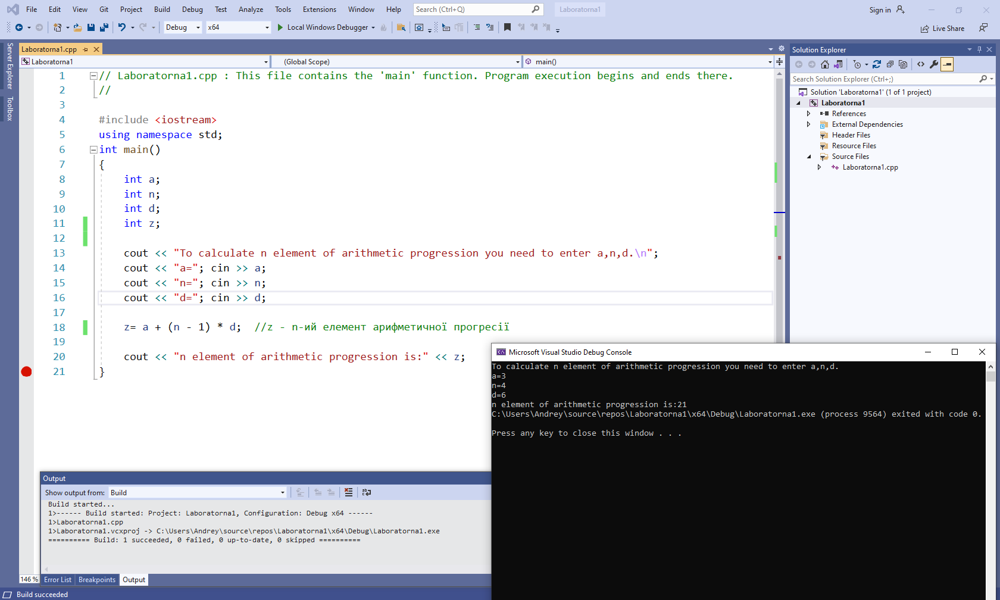 File Edit View Git Project Build Debug Test Analyze Tools Extensions Window Help Search (Ctrl+Q) Laboratorna1 Sign in
Debug x64 Local Windows Debugger Live Share
Server Explorer
Toolbox
Laboratorna1.cpp
Laboratorna1 (Global Scope) main()
1 // Laboratorna1.cpp : This file contains the 'main' function. Program execution begins and ends there.
2 //
3
4 #include <iostream>
5 using namespace std;
6 int main()
7 {
8 int a;
9 int n;
10 int d;
11 int z;
12
13 cout << "To calculate n element of arithmetic progression you need to enter a,n,d.\n";
14 cout << "a="; cin >> a;
15 cout << "n="; cin >> n;
16 cout << "d="; cin >> d;
17
18 z= a + (n - 1) * d; //z - n-ий елемент арифметичної прогресії
19
20 cout << "n element of arithmetic progression is:" << z;
21 }
Solution Explorer
Search Solution Explorer (Ctrl+;)
Solution 'Laboratorna1' (1 of 1 project)
Laboratorna1
References
External Dependencies
Header Files
Resource Files
Source Files
Laboratorna1.cpp
Microsoft Visual Studio Debug Console
To calculate n element of arithmetic progression you need to enter a,n,d.
a=3
n=4
d=6
n element of arithmetic progression is:21
C:\Users\Andrey\source\repos\Laboratorna1\x64\Debug\Laboratorna1.exe (process 9564) exited with code 0.
Press any key to close this window . . .
Output
Show output from: Build
Build started...
1>------ Build started: Project: Laboratorna1, Configuration: Debug x64 ------
1>Laboratorna1.cpp
1>Laboratorna1.vcxproj -> C:\Users\Andrey\source\repos\Laboratorna1\x64\Debug\Laboratorna1.exe
========== Build: 1 succeeded, 0 failed, 0 up-to-date, 0 skipped ==========
146 % Error List Breakpoints Output
Build succeeded